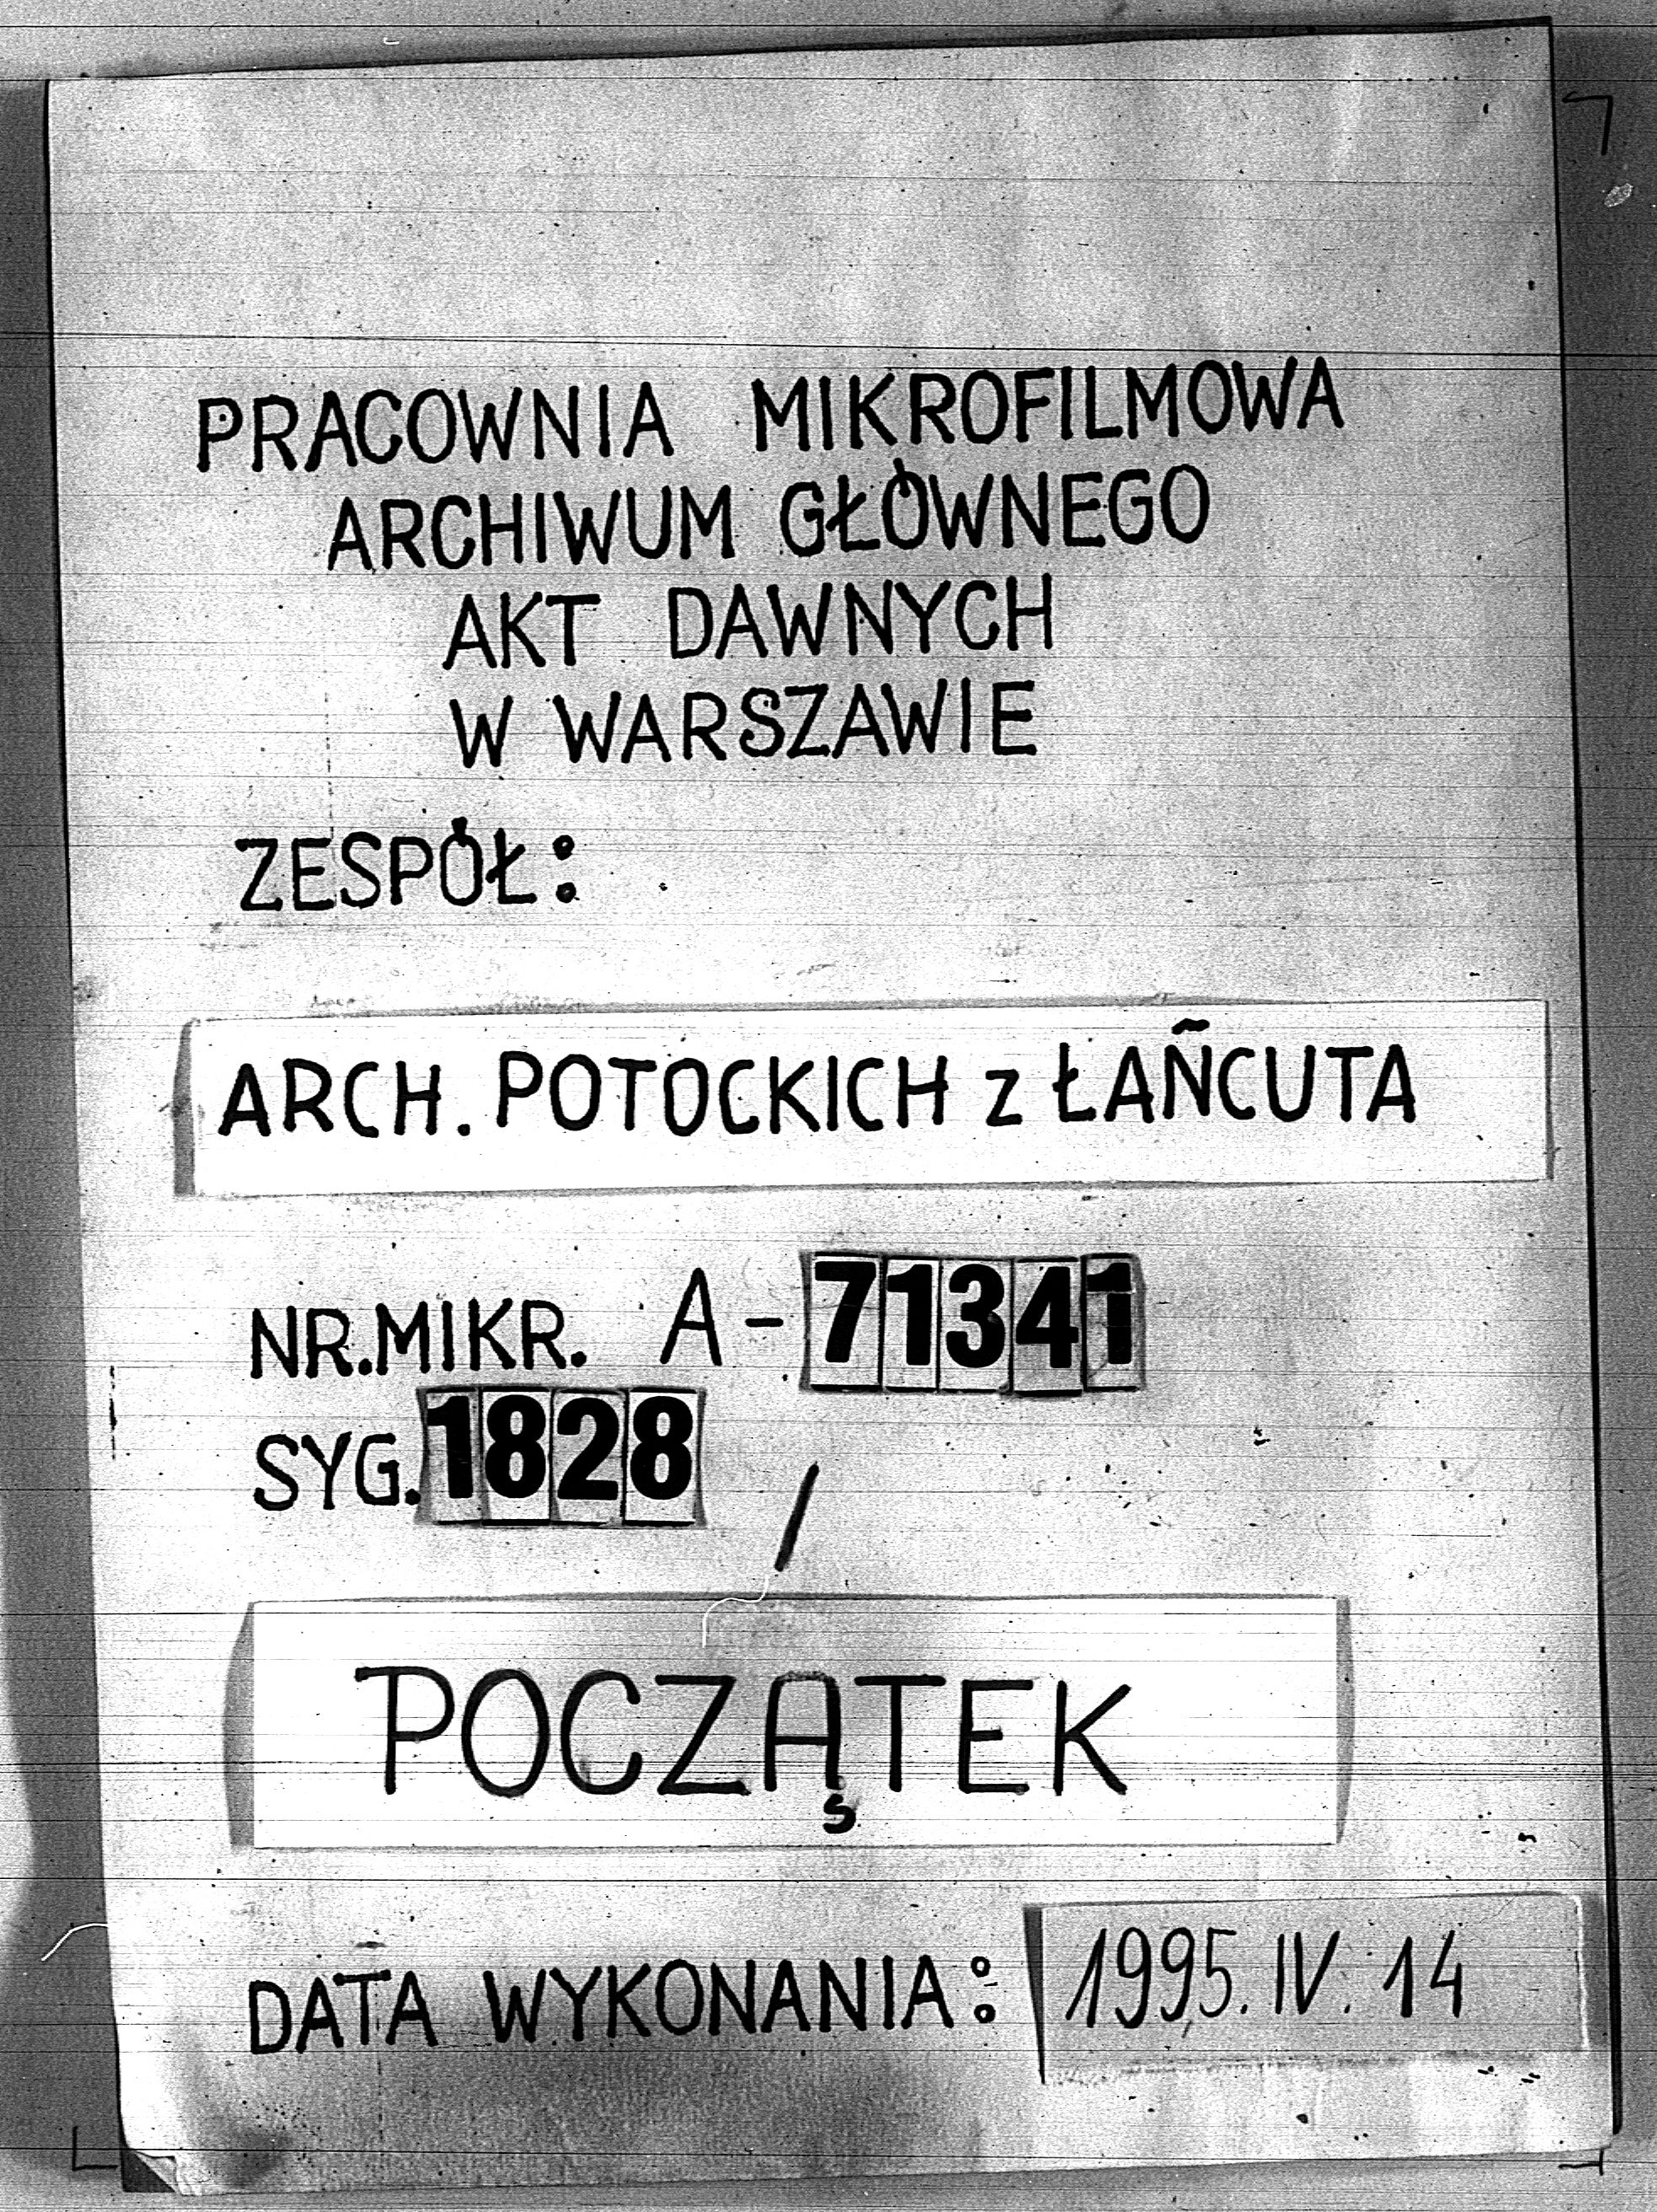 PRACOWNIA MIKROFILMOWA
ARCHIWUM GŁÓWNEGO
AKT DAWNYCH
W WARSZAWIE
ZESPÓŁ:
ARCH. POTOCKICH z ŁAŃCUTA
NR.MIKR. A-71341
SYG. 1828 /
POCZĄTEK
DATA WYKONANIA: 1995. IV. 14